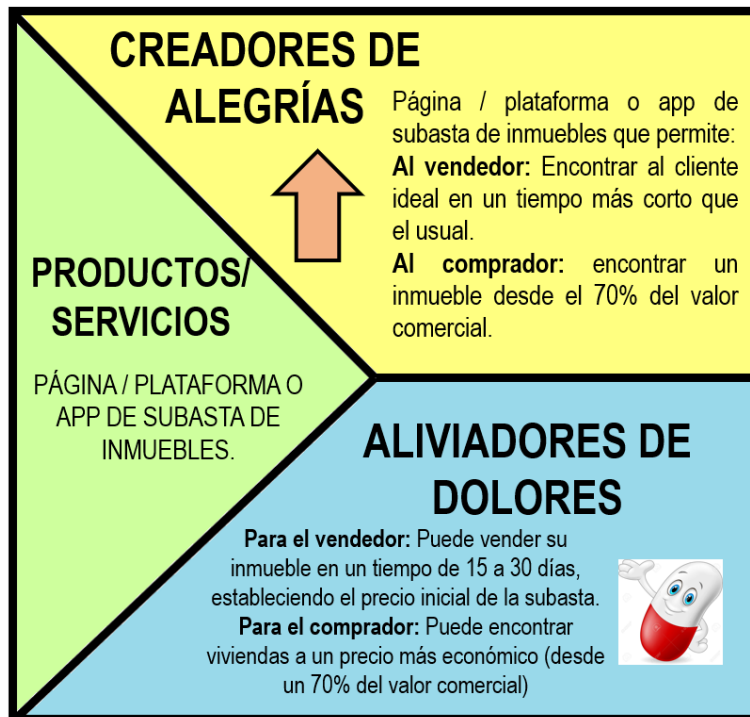 CREADORES DE
ALEGRÍAS
Página / plataforma o app de
subasta de inmuebles que permite:
Al vendedor: Encontrar al cliente
ideal en un tiempo más corto que
el usual.
Al comprador: encontrar un
inmueble desde el 70% del valor
comercial.
PRODUCTOS/
SERVICIOS
PÁGINA / PLATAFORMA O
APP DE SUBASTA DE
INMUEBLES.
ALIVIADORES DE
DOLORES
Para el vendedor: Puede vender su
inmueble en un tiempo de 15 a 30 días,
estableciendo el precio inicial de la subasta.
Para el comprador: Puede encontrar
viviendas a un precio más económico (desde
un 70% del valor comercial)